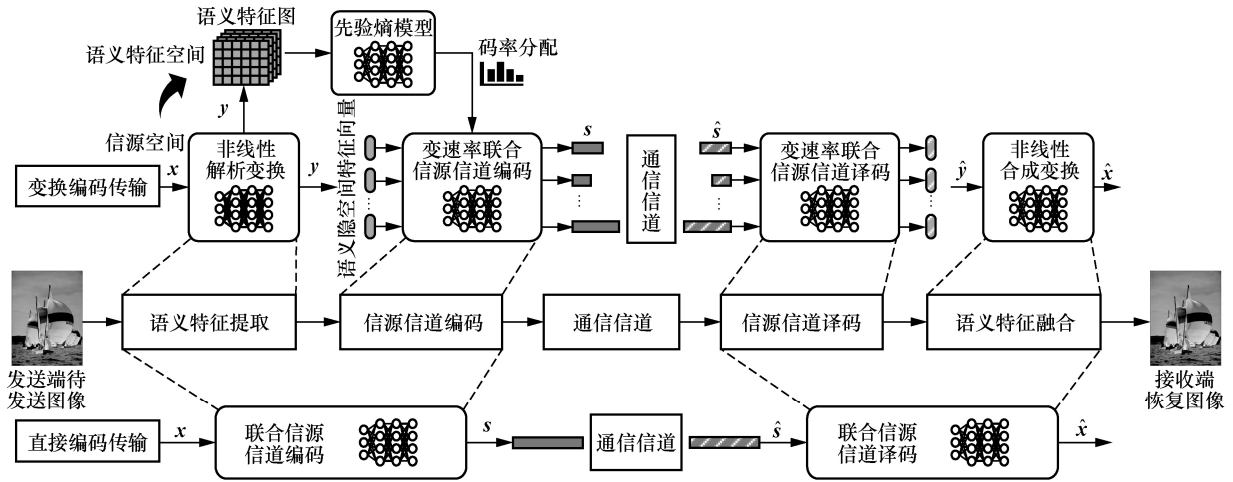 语义特征图
语义特征空间
先验熵模型
码率分配
y
信源空间
变换编码传输
x
非线性
解析变换
y
语义隐空间特征向量
变速率联合
信源信道编码
s
通信信道
ŝ
变速率联合
信源信道译码
ŷ
非线性
合成变换
x̂
发送端待
发送图像
语义特征提取
信源信道编码
通信信道
信源信道译码
语义特征融合
接收端
恢复图像
直接编码传输
x
联合信源
信道编码
s
通信信道
ŝ
联合信源
信道译码
x̂